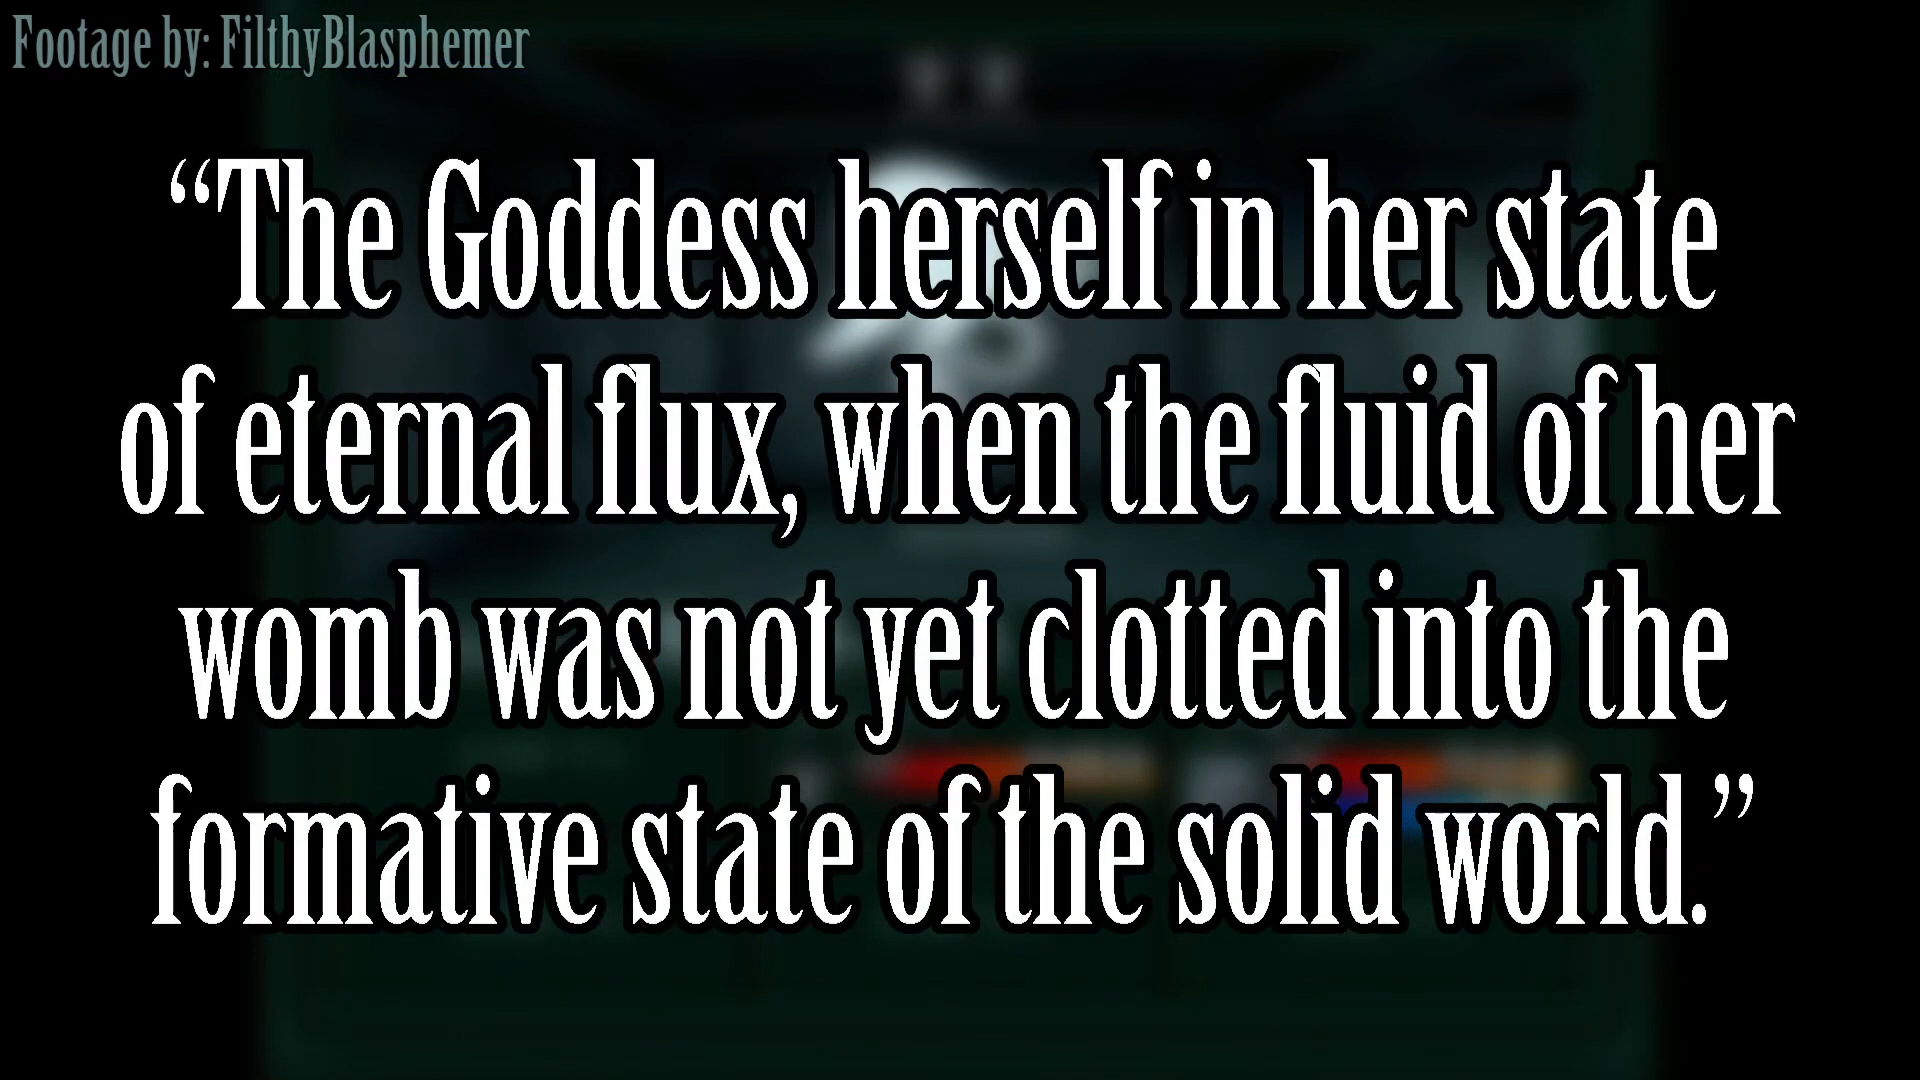 Footage by: FilthyBlasphemer
“The Goddess herself in her state
of eternal flux, when the fluid of her
womb was not yet clotted into the
formative state of the solid world.”